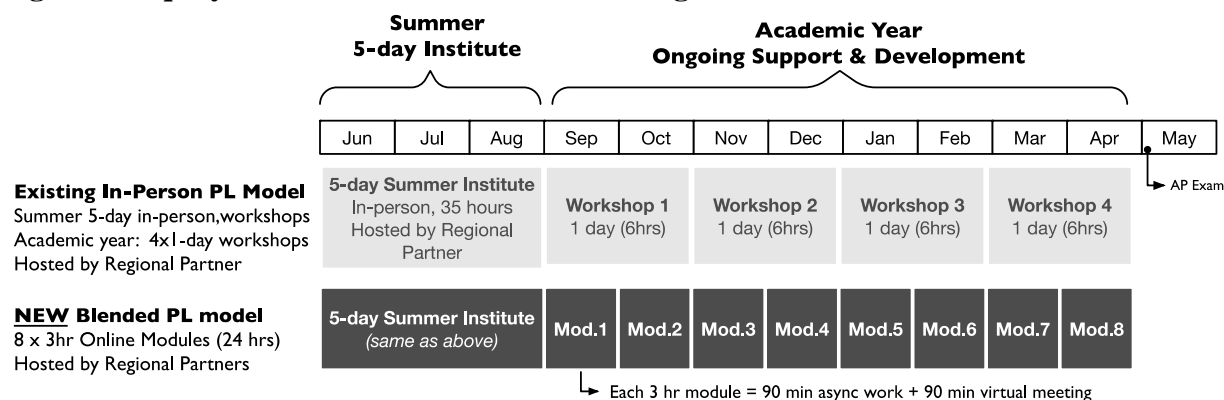 Summer
5-day Institute
Academic Year
Ongoing Support & Development
Jun Jul Aug Sep Oct Nov Dec Jan Feb Mar Apr May
AP Exam
Existing In-Person PL Model
Summer 5-day in-person,workshops
Academic year: 4x1-day workshops
Hosted by Regional Partner
5-day Summer Institute
In-person, 35 hours
Hosted by Regional
Partner
Workshop 1
1 day (6hrs)
Workshop 2
1 day (6hrs)
Workshop 3
1 day (6hrs)
Workshop 4
1 day (6hrs)
NEW Blended PL model
8 x 3hr Online Modules (24 hrs)
Hosted by Regional Partners
5-day Summer Institute
(same as above)
Mod.1 Mod.2 Mod.3 Mod.4 Mod.5 Mod.6 Mod.7 Mod.8
Each 3 hr module = 90 min async work + 90 min virtual meeting